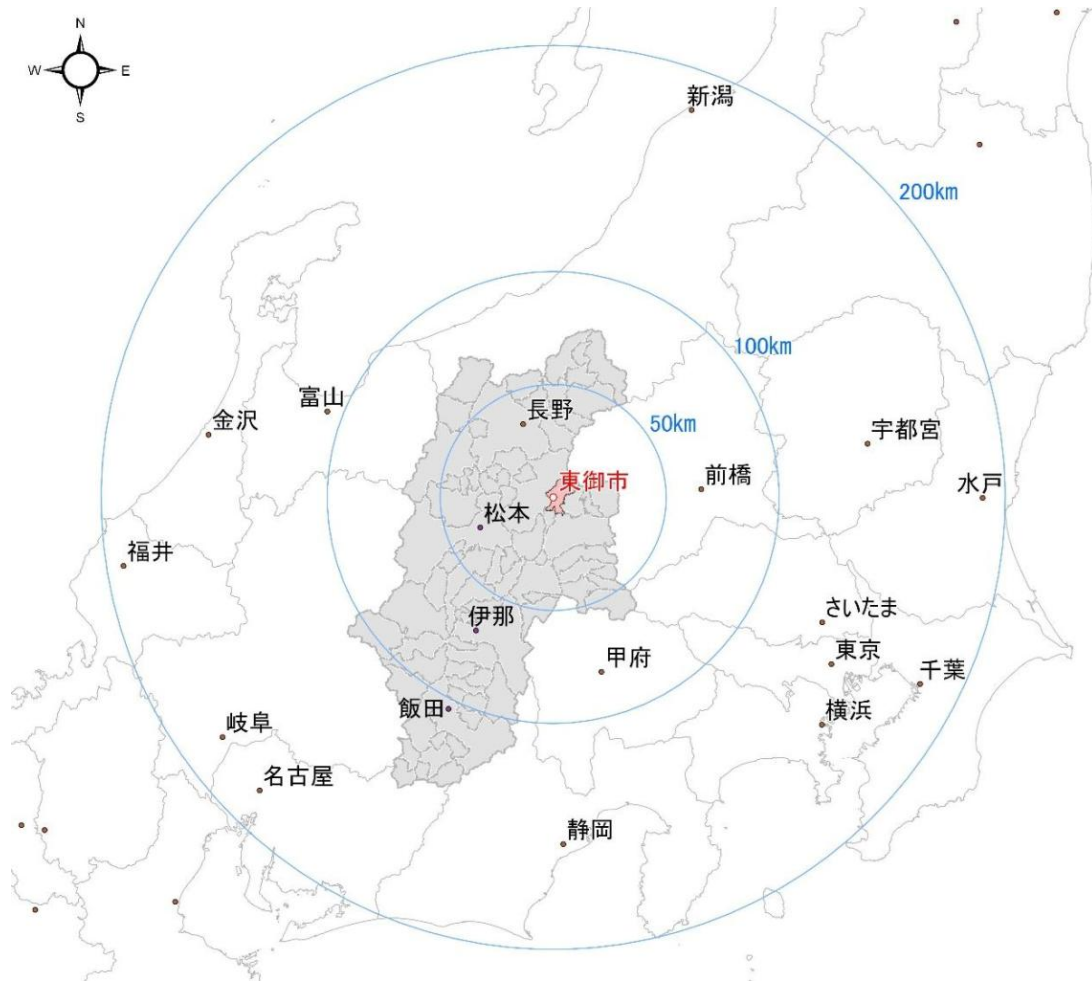 N
W
E
S
新潟
200km
100km
富山
長野
金沢
50km
宇都宮
東御市
前橋
水戸
松本
福井
さいたま
伊那
東京
甲府
千葉
飯田
横浜
岐阜
名古屋
静岡